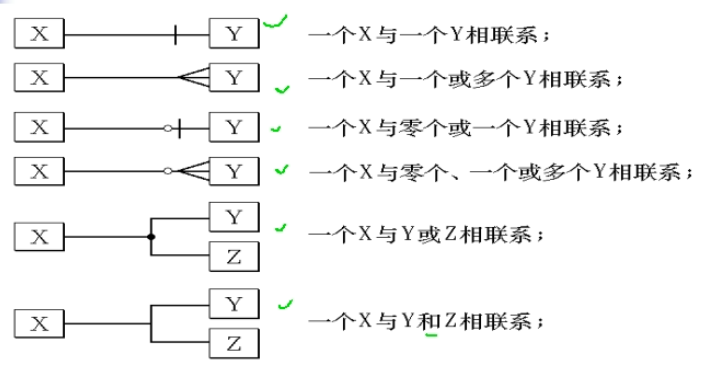 X Y 一个X与一个Y相联系；
X Y 一个X与一个或多个Y相联系；
X Y 一个X与零个或一个Y相联系；
X Y 一个X与零个、一个或多个Y相联系；
X Y Z 一个X与Y或Z相联系；
X Y Z 一个X与Y和Z相联系；